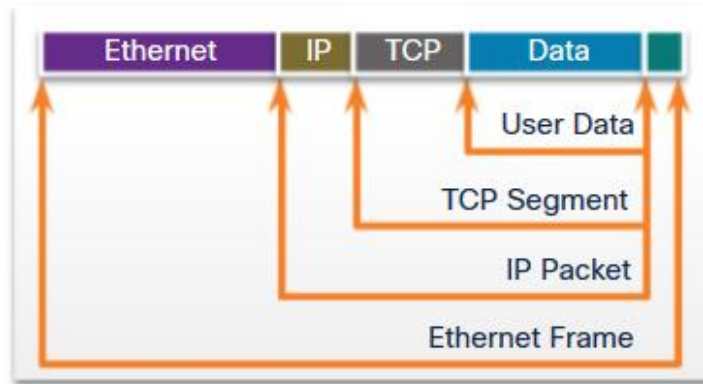 Ethernet IP TCP Data
User Data
TCP Segment
IP Packet
Ethernet Frame